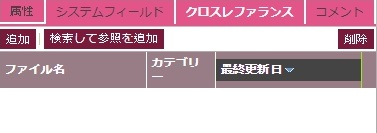 属性 システムフィールド クロスレファランス コメント
追加 検索して参照を追加 削除
ファイル名 カテゴリー 最終更新日